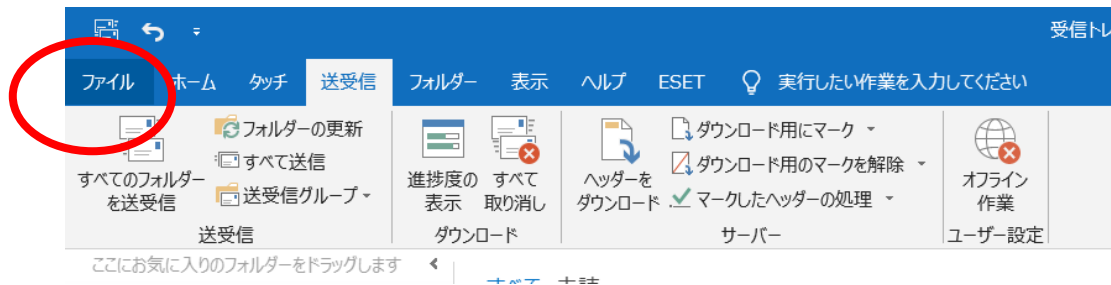 受信トレ
ファイル ホーム タッチ 送受信 フォルダー 表示 ヘルプ ESET 実行したい作業を入力してください
すべてのフォルダー
を送受信
フォルダーの更新
すべて送信
送受信グループ
送受信
進捗度の
表示
すべて
取り消し
ダウンロード
ヘッダーを
ダウンロード
ダウンロード用にマーク
ダウンロード用のマークを解除
マークしたヘッダーの処理
サーバー
オフライン
作業
ユーザー設定
ここにお気に入りのフォルダーをドラッグします
すべて 未読